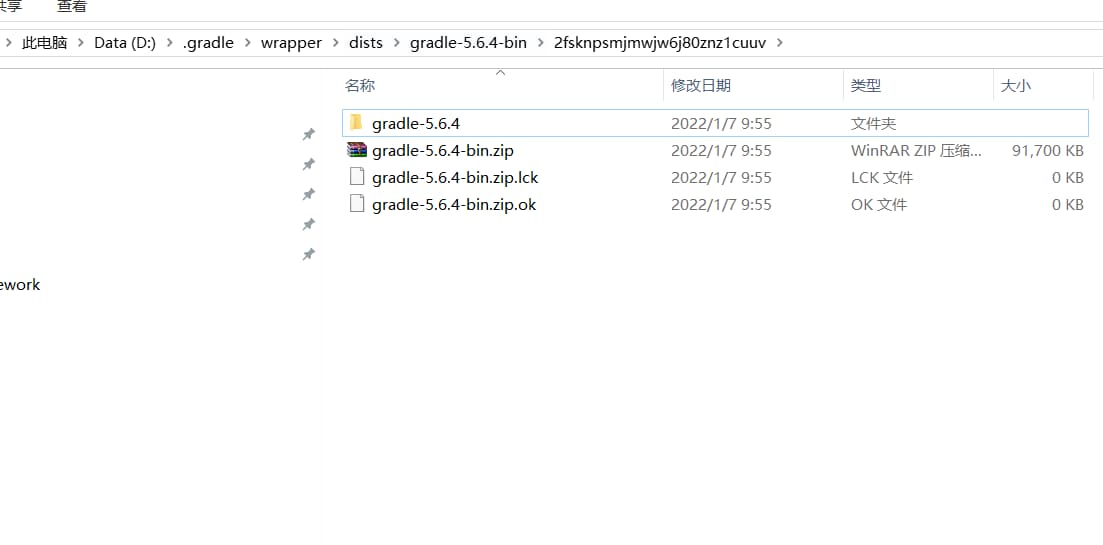 共享 查看
此电脑 > Data (D:) > .gradle > wrapper > dists > gradle-5.6.4-bin > 2fsknpsmjmwjw6j80znz1cuuv >
名称 修改日期 类型 大小
gradle-5.6.4 2022/1/7 9:55 文件夹
gradle-5.6.4-bin.zip 2022/1/7 9:55 WinRAR ZIP 压缩... 91,700 KB
gradle-5.6.4-bin.zip.lck 2022/1/7 9:55 LCK 文件 0 KB
gradle-5.6.4-bin.zip.ok 2022/1/7 9:55 OK 文件 0 KB
ework